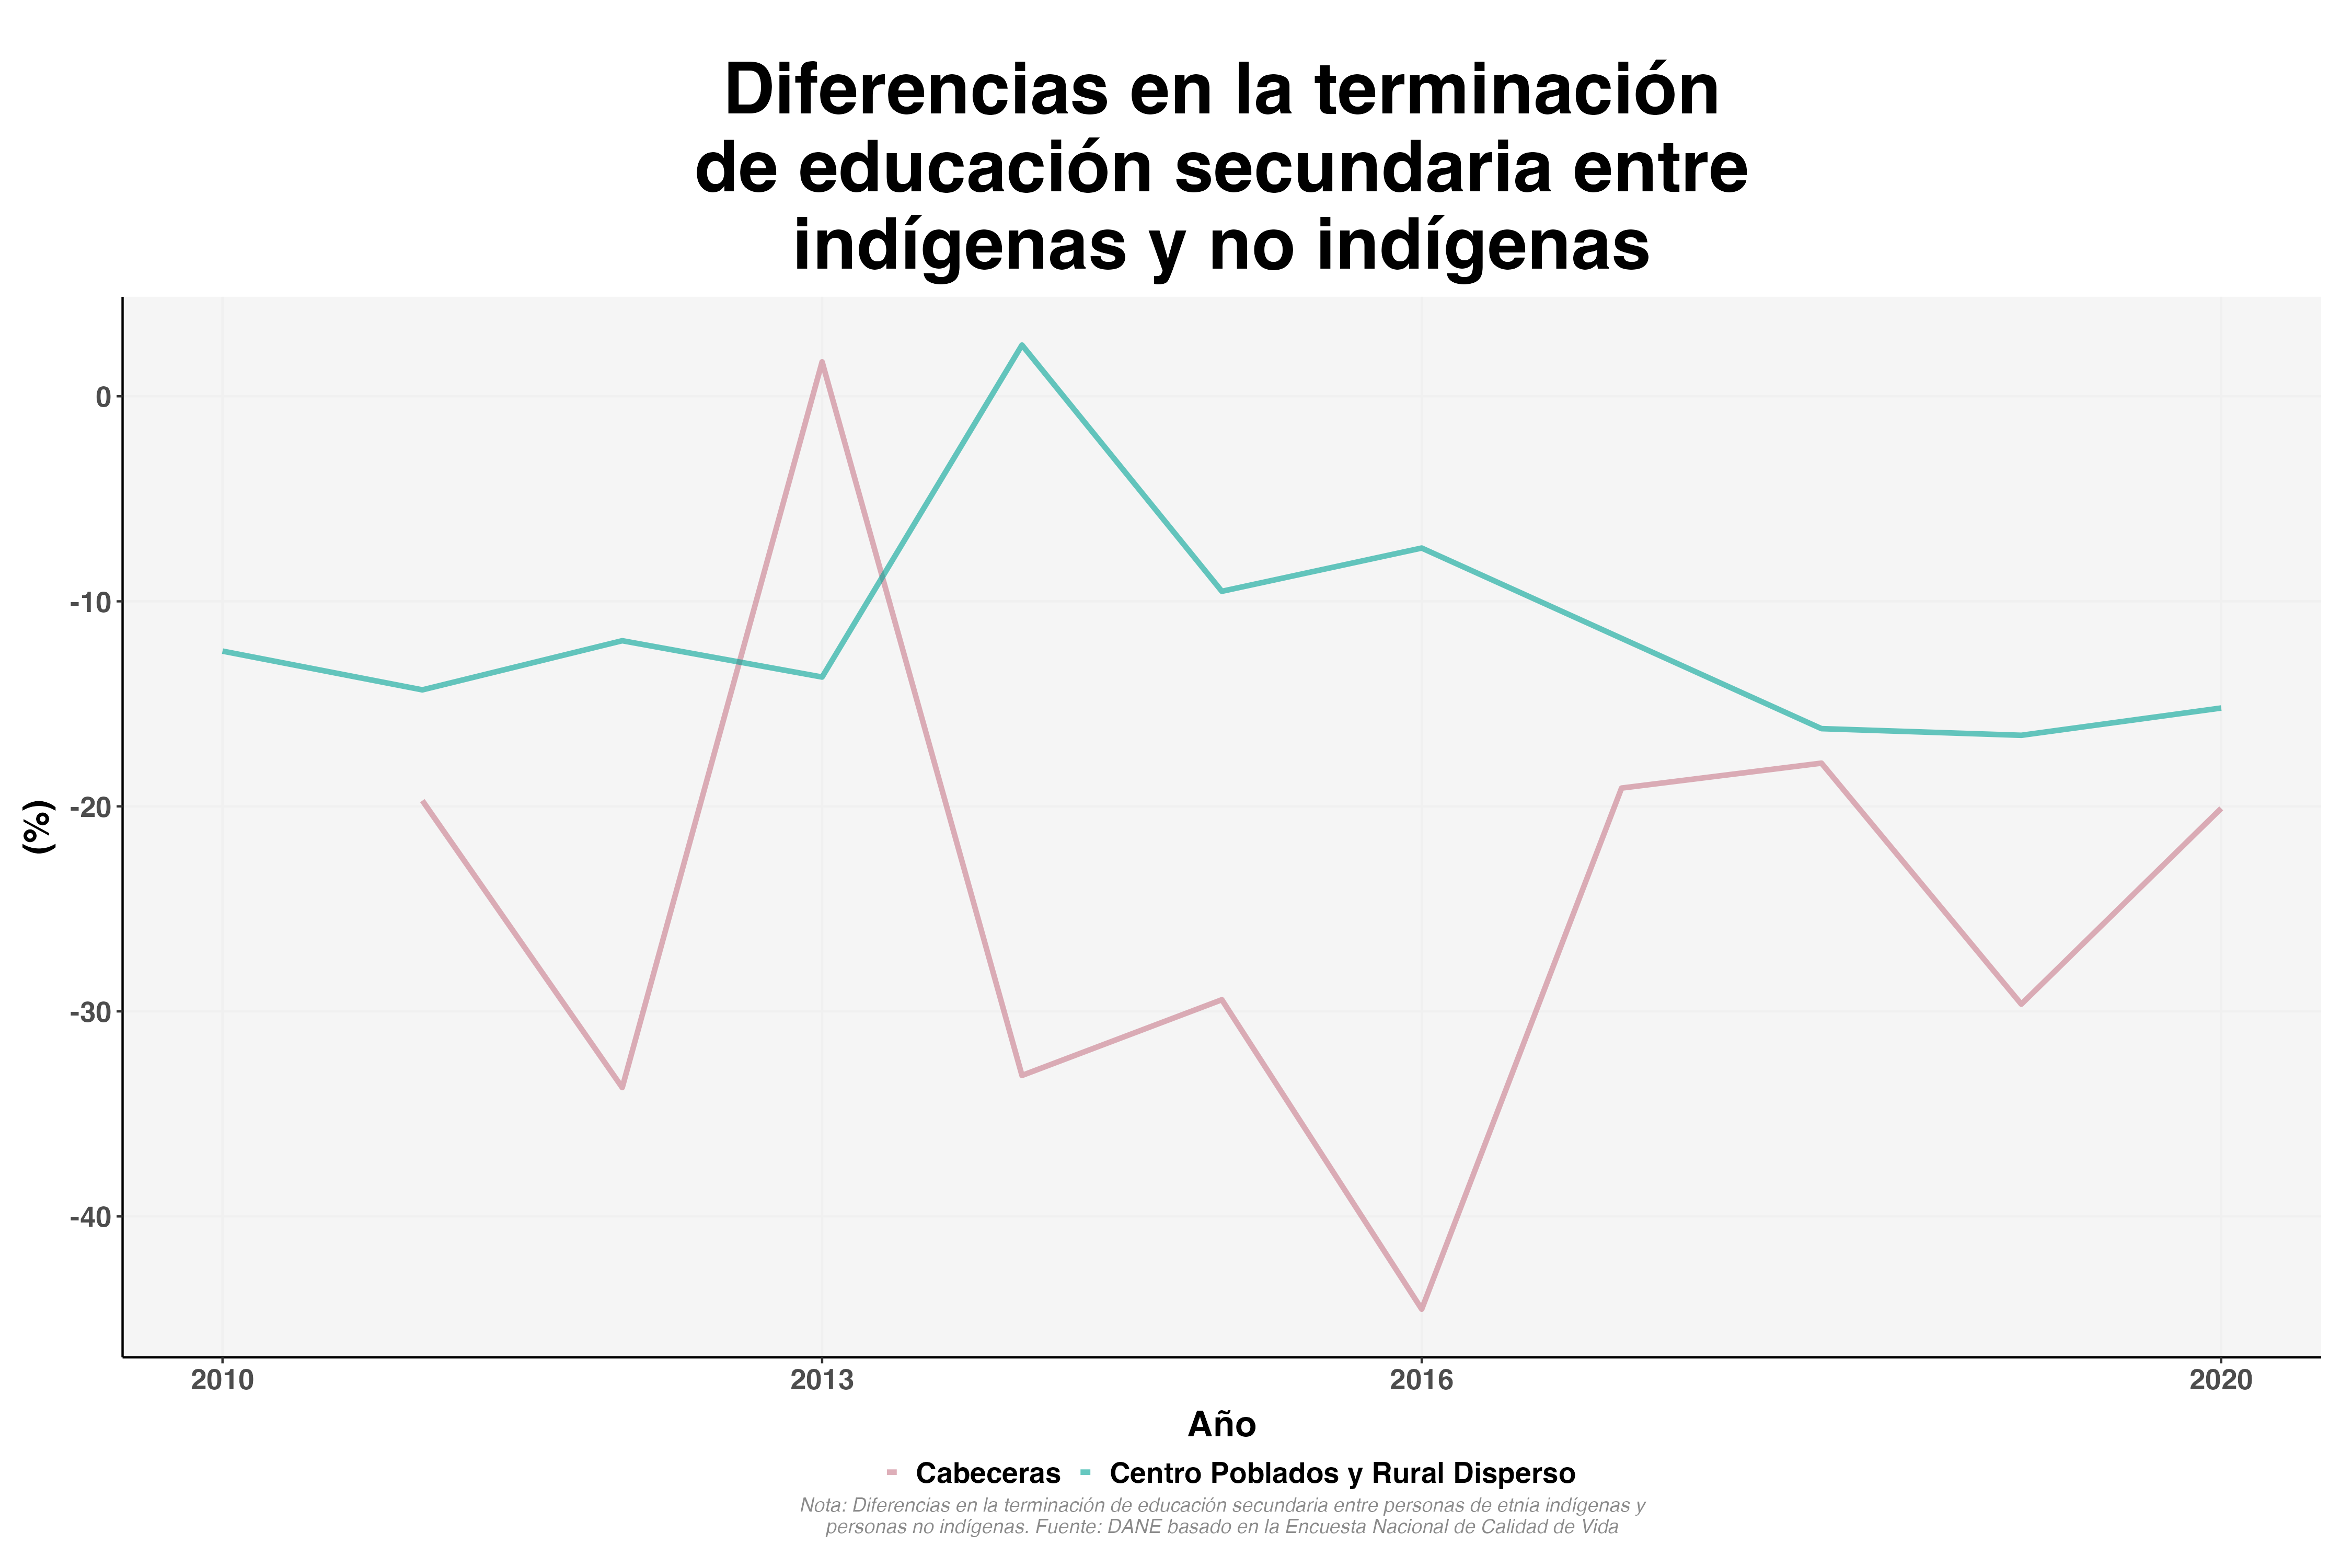 Diferencias en la terminación
de educación secundaria entre
indígenas y no indígenas
0
-10
-20
-30
-40
(%)
2010 2013 2016 2020
Año
Cabeceras Centro Poblados y Rural Disperso
Nota: Diferencias en la terminación de educación secundaria entre personas de etnia indígenas y
personas no indígenas. Fuente: DANE basado en la Encuesta Nacional de Calidad de Vida